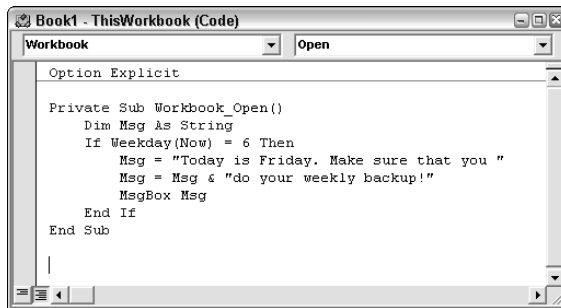 Book1 - ThisWorkbook (Code)
Workbook Open
Option Explicit
Private Sub Workbook_Open()
Dim Msg As String
If Weekday(Now) = 6 Then
Msg = "Today is Friday. Make sure that you "
Msg = Msg & "do your weekly backup!"
MsgBox Msg
End If
End Sub